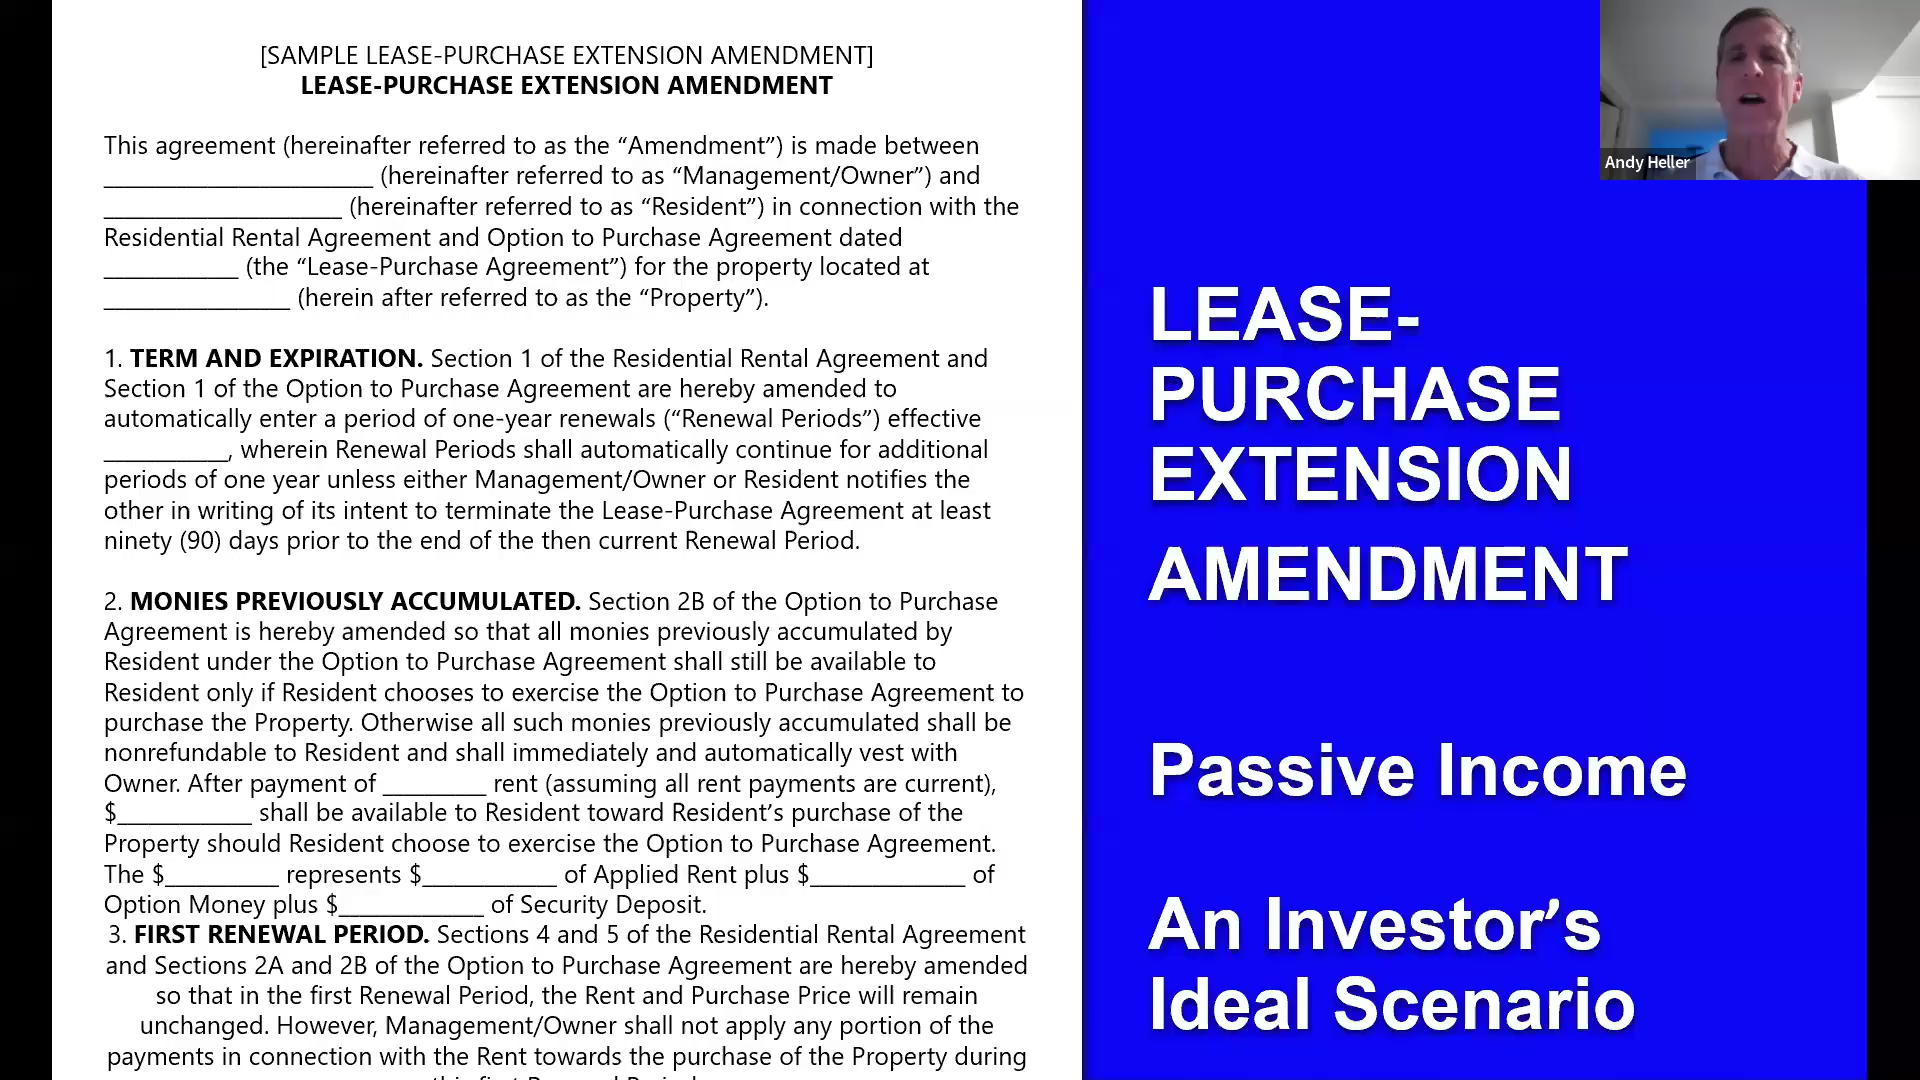 [SAMPLE LEASE-PURCHASE EXTENSION AMENDMENT]
LEASE-PURCHASE EXTENSION AMENDMENT
This agreement (hereinafter referred to as the “Amendment”) is made between
____________________ (hereinafter referred to as “Management/Owner”) and
____________________ (hereinafter referred to as “Resident”) in connection with the
Residential Rental Agreement and Option to Purchase Agreement dated
____________ (the “Lease-Purchase Agreement”) for the property located at
________________ (herein after referred to as the “Property”).
1. TERM AND EXPIRATION. Section 1 of the Residential Rental Agreement and
Section 1 of the Option to Purchase Agreement are hereby amended to
automatically enter a period of one-year renewals (“Renewal Periods”) effective
___________, wherein Renewal Periods shall automatically continue for additional
periods of one year unless either Management/Owner or Resident notifies the
other in writing of its intent to terminate the Lease-Purchase Agreement at least
ninety (90) days prior to the end of the then current Renewal Period.
2. MONIES PREVIOUSLY ACCUMULATED. Section 2B of the Option to Purchase
Agreement is hereby amended so that all monies previously accumulated by
Resident under the Option to Purchase Agreement shall still be available to
Resident only if Resident chooses to exercise the Option to Purchase Agreement to
purchase the Property. Otherwise all such monies previously accumulated shall be
nonrefundable to Resident and shall immediately and automatically vest with
Owner. After payment of _________ rent (assuming all rent payments are current),
$____________ shall be available to Resident toward Resident’s purchase of the
Property should Resident choose to exercise the Option to Purchase Agreement.
The $__________ represents $____________ of Applied Rent plus $______________ of
Option Money plus $_____________ of Security Deposit.
3. FIRST RENEWAL PERIOD. Sections 4 and 5 of the Residential Rental Agreement
and Sections 2A and 2B of the Option to Purchase Agreement are hereby amended
so that in the first Renewal Period, the Rent and Purchase Price will remain
unchanged. However, Management/Owner shall not apply any portion of the
payments in connection with the Rent towards the purchase of the Property during
LEASE-
PURCHASE
EXTENSION
AMENDMENT
Passive Income
An Investor’s
Ideal Scenario
Andy Heller